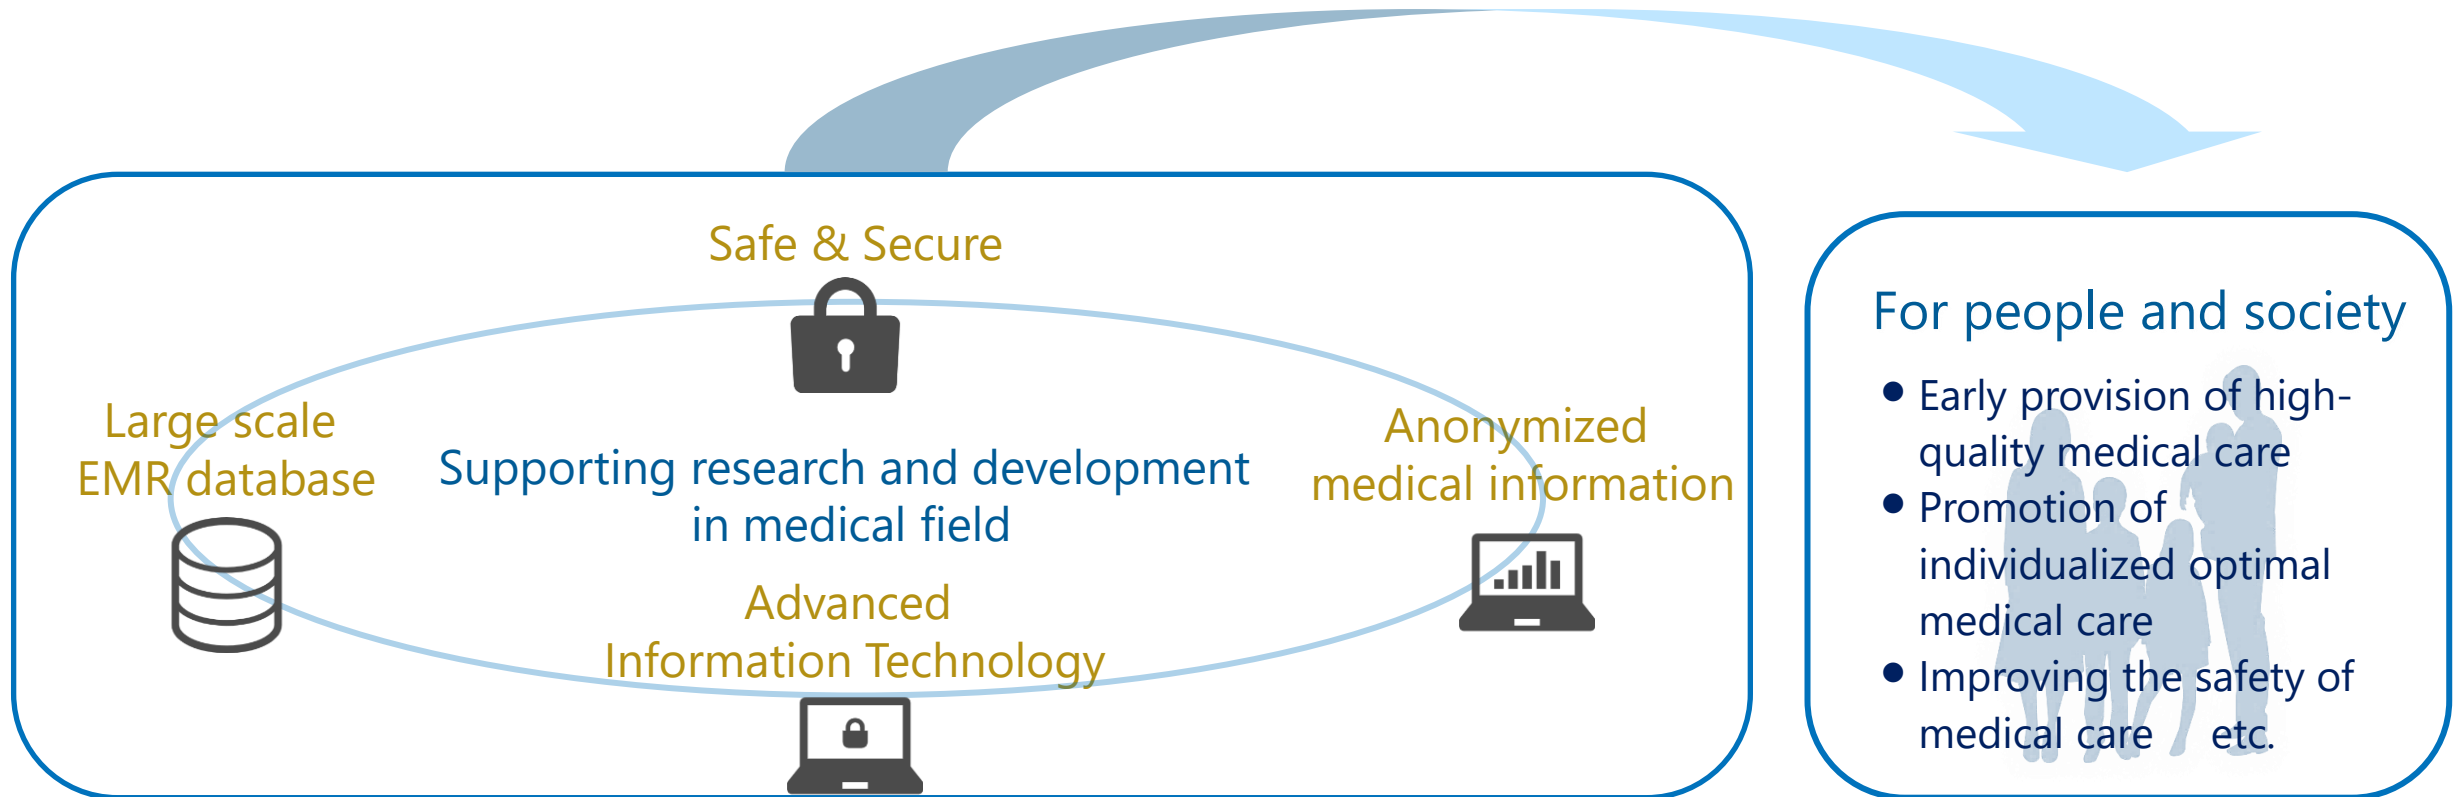 Safe & Secure
Large scale
EMR database
Supporting research and development
in medical field
Anonymized
medical information
Advanced
Information Technology
For people and society
● Early provision of high-
quality medical care
● Promotion of
individualized optimal
medical care
● Improving the safety of
medical care etc.